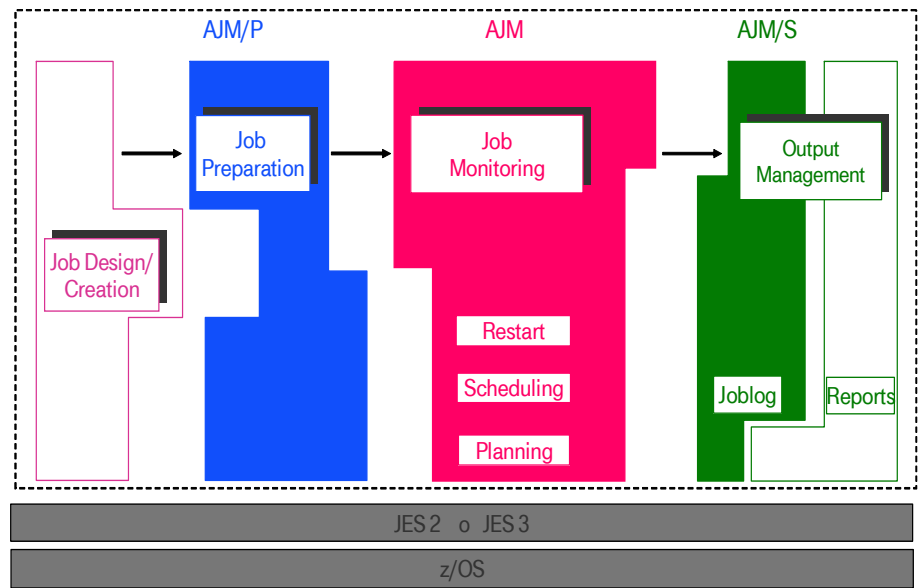 AJM/P
AJM
AJM/S
Job
Preparation
Job
Monitoring
Output
Management
Job Design/
Creation
Restart
Scheduling
Planning
Joblog
Reports
JES 2 o JES 3
z/OS